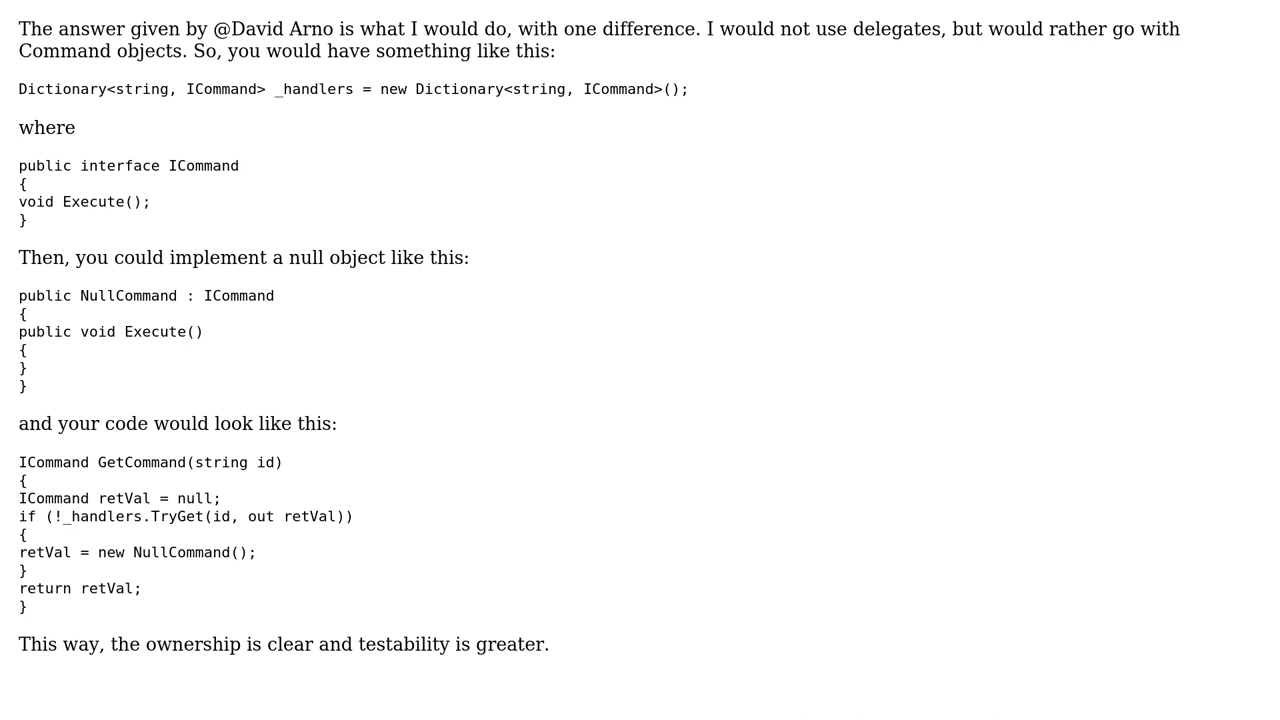 The answer given by @David Arno is what I would do, with one difference. I would not use delegates, but would rather go with
Command objects. So, you would have something like this:
Dictionary<string, ICommand> _handlers = new Dictionary<string, ICommand>();
where
public interface ICommand
{
void Execute();
}
Then, you could implement a null object like this:
public NullCommand : ICommand
{
public void Execute()
{
}
}
and your code would look like this:
ICommand GetCommand(string id)
{
ICommand retVal = null;
if (!_handlers.TryGet(id, out retVal))
{
retVal = new NullCommand();
}
return retVal;
}
This way, the ownership is clear and testability is greater.